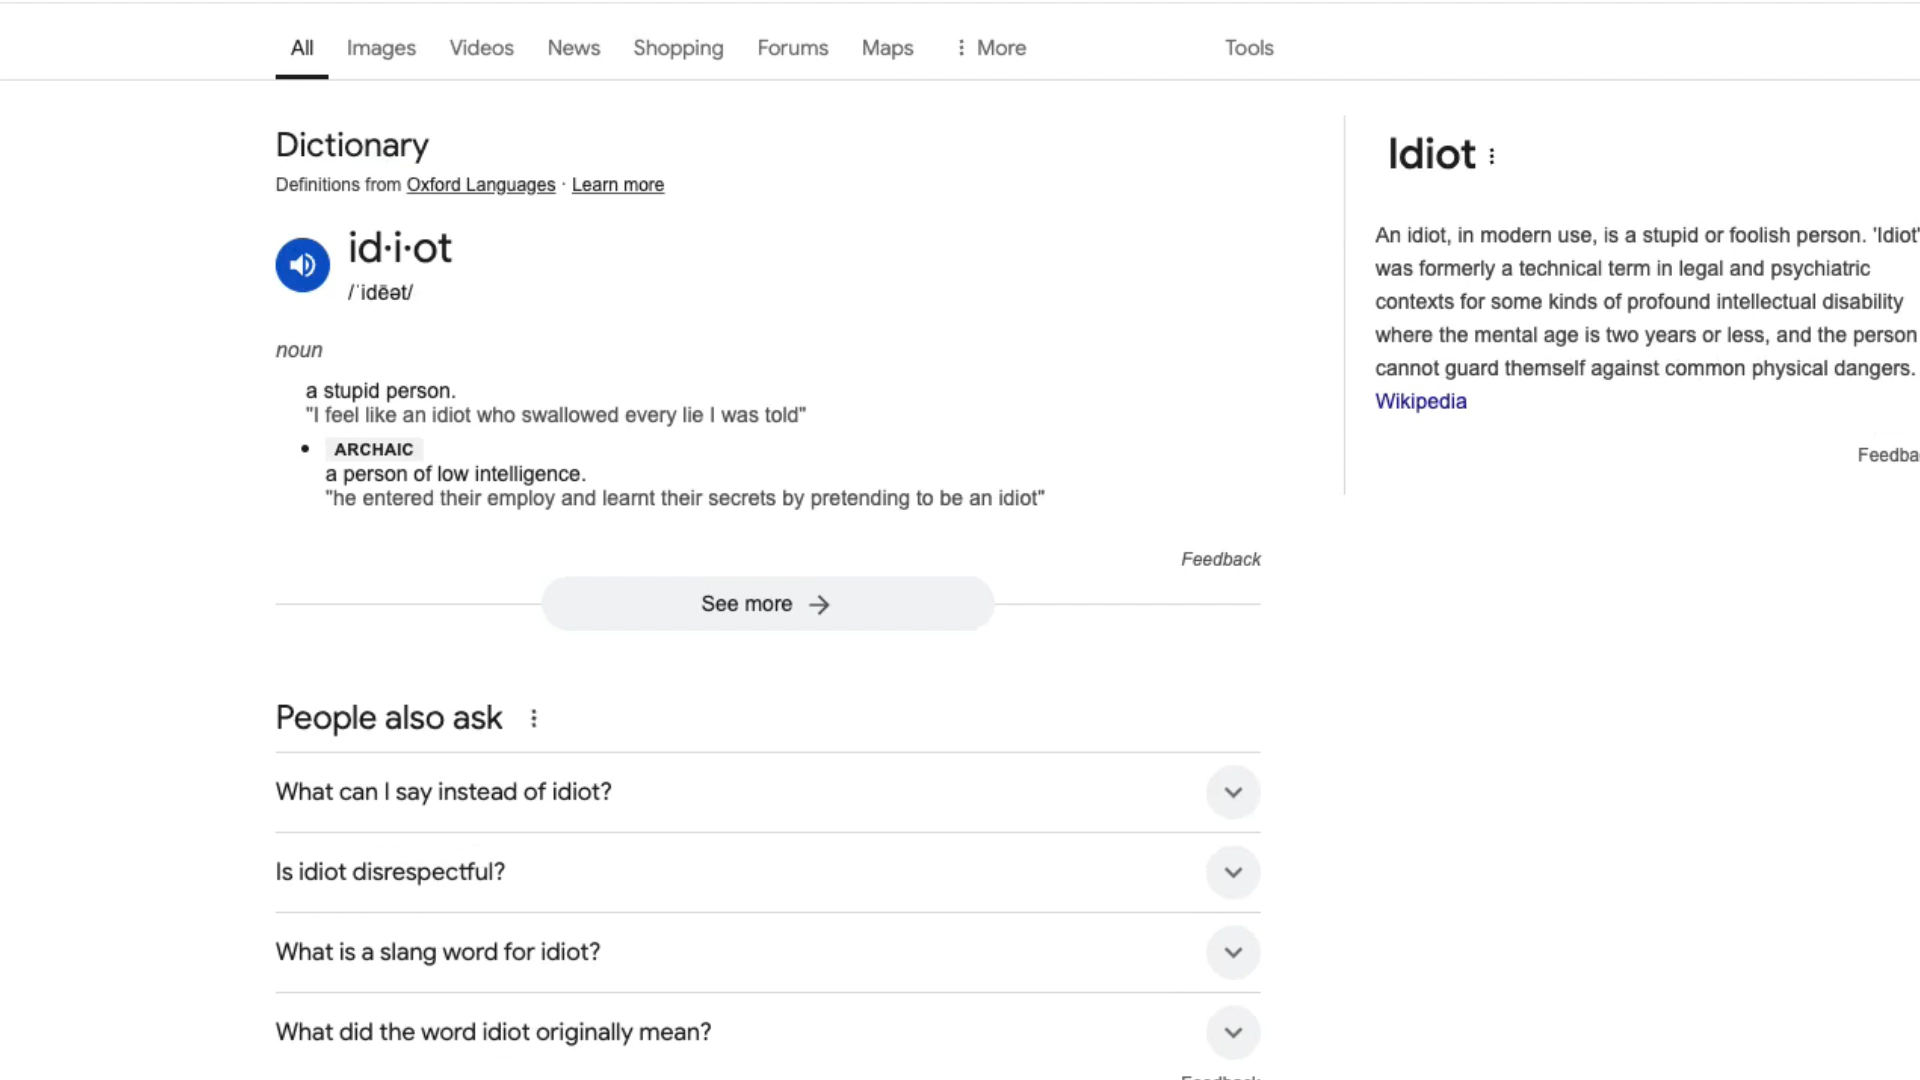 All Images Videos News Shopping Forums Maps More Tools
Dictionary
Definitions from Oxford Languages · Learn more
id·i·ot
/ˈidēət/
noun
a stupid person.
"I feel like an idiot who swallowed every lie I was told"
ARCHAIC
a person of low intelligence.
"he entered their employ and learnt their secrets by pretending to be an idiot"
Feedback
See more
People also ask
What can I say instead of idiot?
Is idiot disrespectful?
What is a slang word for idiot?
What did the word idiot originally mean?
Idiot
An idiot, in modern use, is a stupid or foolish person. 'Idiot'
was formerly a technical term in legal and psychiatric
contexts for some kinds of profound intellectual disability
where the mental age is two years or less, and the person
cannot guard themself against common physical dangers.
Wikipedia
Feedba